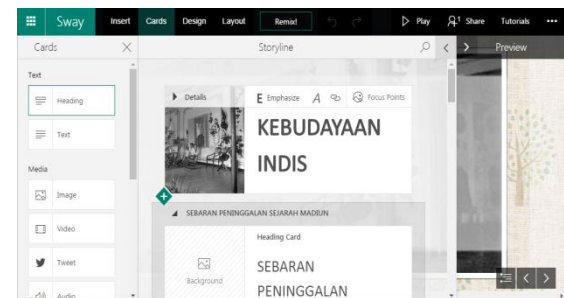 Sway Insert Cards Design Layout Remix! Play Share Tutorials
Cards
Storyline
Preview
Text
Heading
Text
Media
Image
Video
Tweet
Audio
Details
E Emphasize A Focus Points
KEBUDAYAAN
INDIS
SEBARAN PENINGGALAN SEJARAH MADIUN
Heading Card
Background
SEBARAN
PENINGGALAN